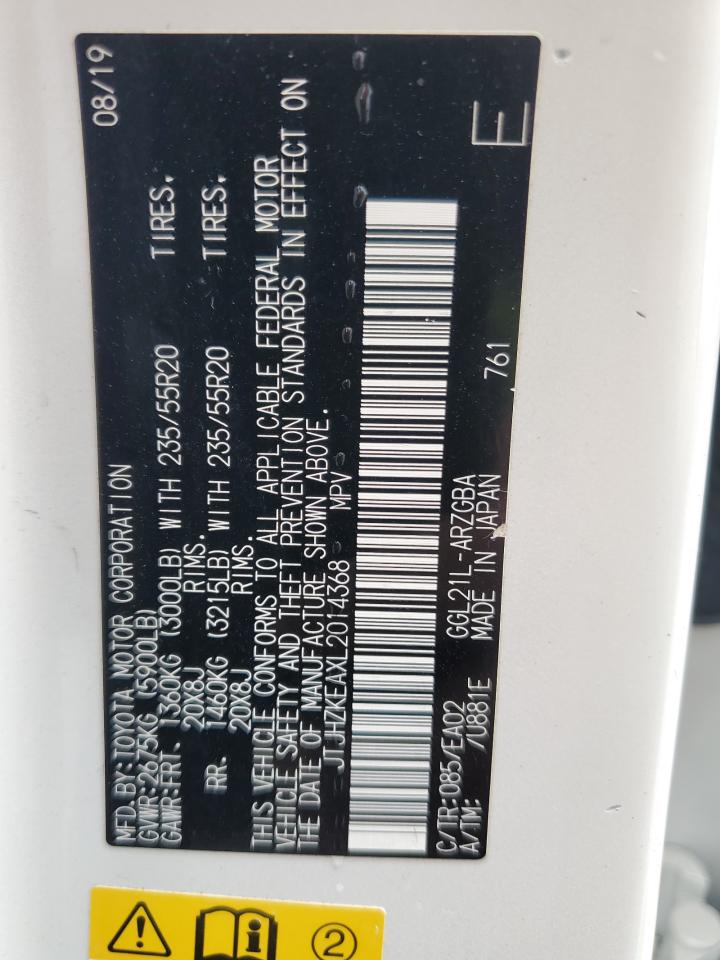 MFD. BY: TOYOTA MOTOR CORPORATION 08/19
GVWR: 2675KG (5900LB)
GAWR: FRT. 1360KG (3000LB) WITH 235/55R20 TIRES.
20X8J RIMS.
RR. 1460KG (3215LB) WITH 235/55R20 TIRES.
20X8J RIMS.
THIS VEHICLE CONFORMS TO ALL APPLICABLE FEDERAL MOTOR
VEHICLE SAFETY AND THEFT PREVENTION STANDARDS IN EFFECT ON
THE DATE OF MANUFACTURE SHOWN ABOVE.
JTJHZKEAXL2014368 MPV
C/TR: 085/EA02 GGL21L-ARZGBA
A/TM: /U881E MADE IN JAPAN 761 E
i 2